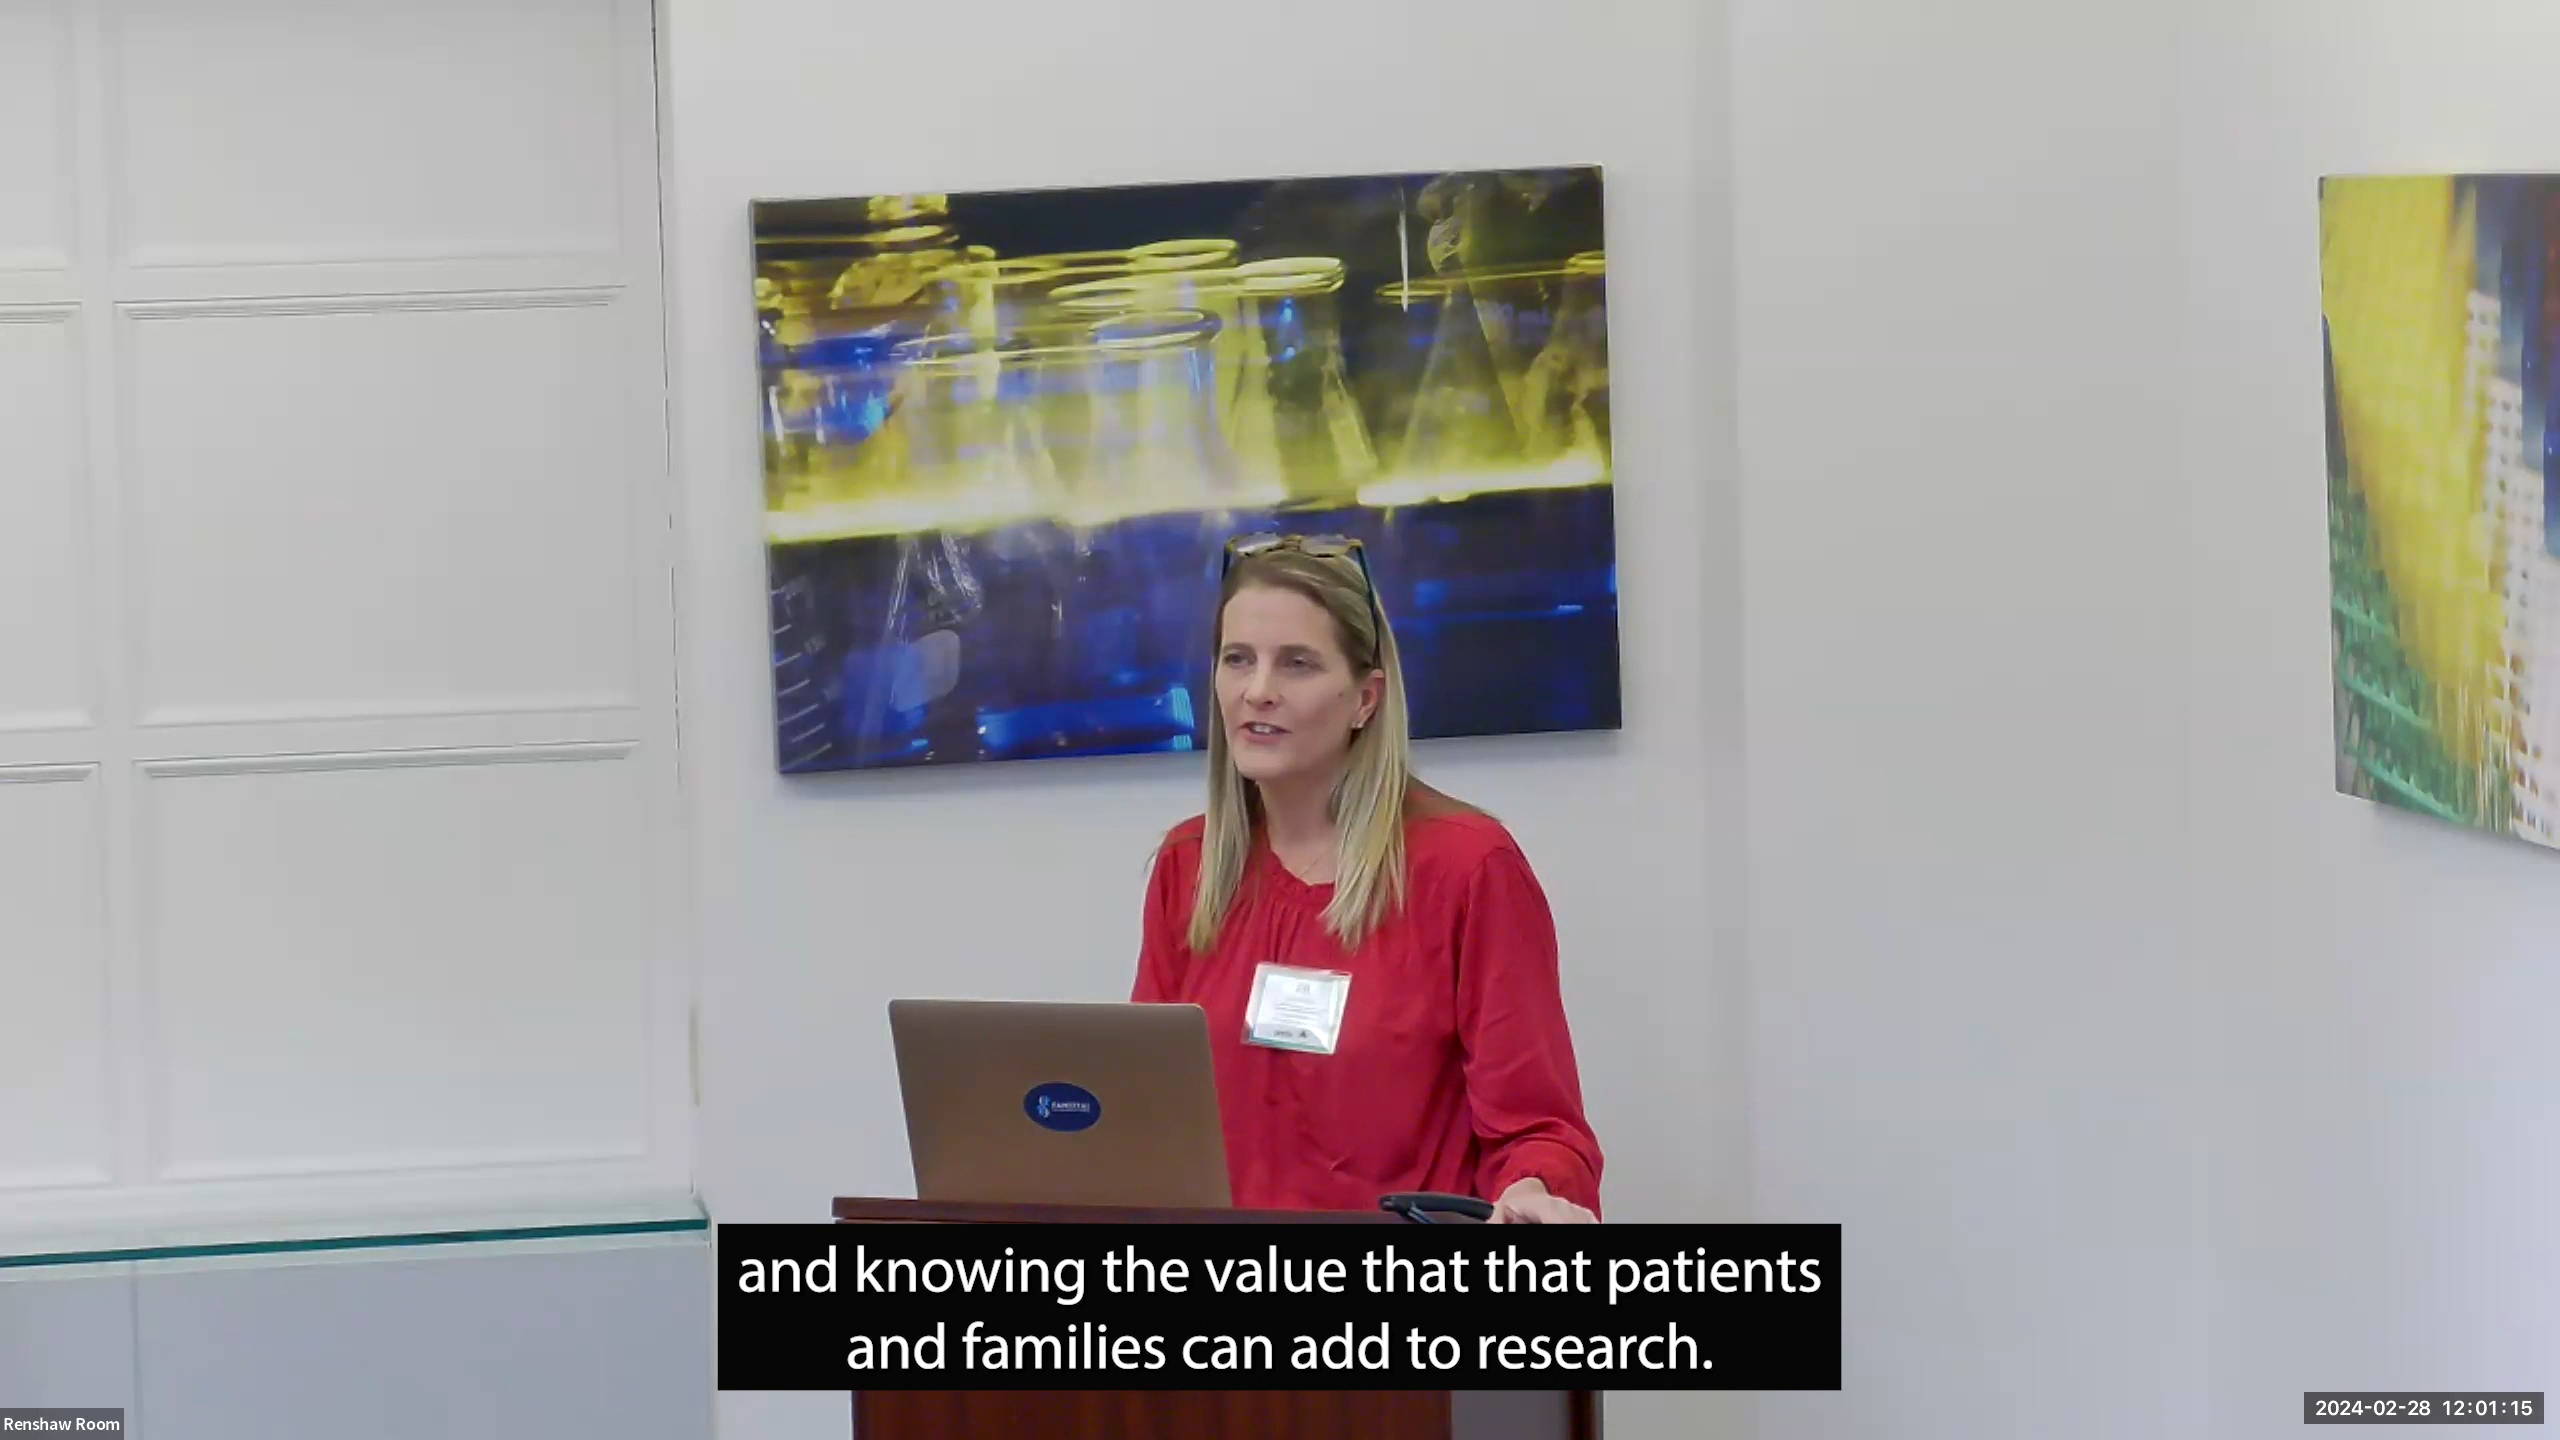 and knowing the value that that patients
and families can add to research.
Renshaw Room
2024-02-28 12:01:15